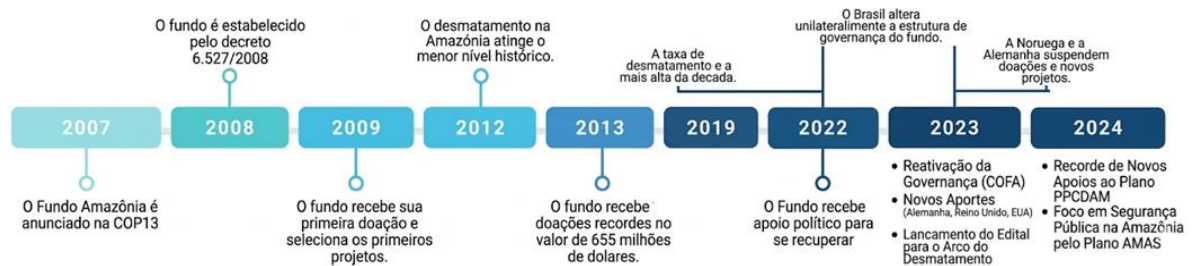 O fundo é estabelecido
pelo decreto
6.527/2008
O desmatamento na
Amazónia atinge o
menor nível histórico.
A taxa de
desmatamento e a
mais alta da decada.
O Brasil altera
unilateralmente a estrutura de
governança do fundo.
A Noruega e a
Alemanha suspendem
doações e novos
projetos.
2007
2008
2009
2012
2013
2019
2022
2023
2024
O Fundo Amazônia é
anunciado na COP13
O fundo recebe sua
primeira doação e
seleciona os primeiros
projetos.
O fundo recebe
doações recordes no
valor de 655 milhões
de dolares.
O Fundo recebe
apoio político para
se recuperar
• Reativação da
Governança (COFA)
• Novos Aportes
(Alemanha, Reino Unido, EUA)
• Lancamento do Edital
para o Arco do
Desmatamento
• Recorde de Novos
Apoios ao Plano
PPCDAM
• Foco em Segurança
Pública na Amazônia
pelo Plano AMAS